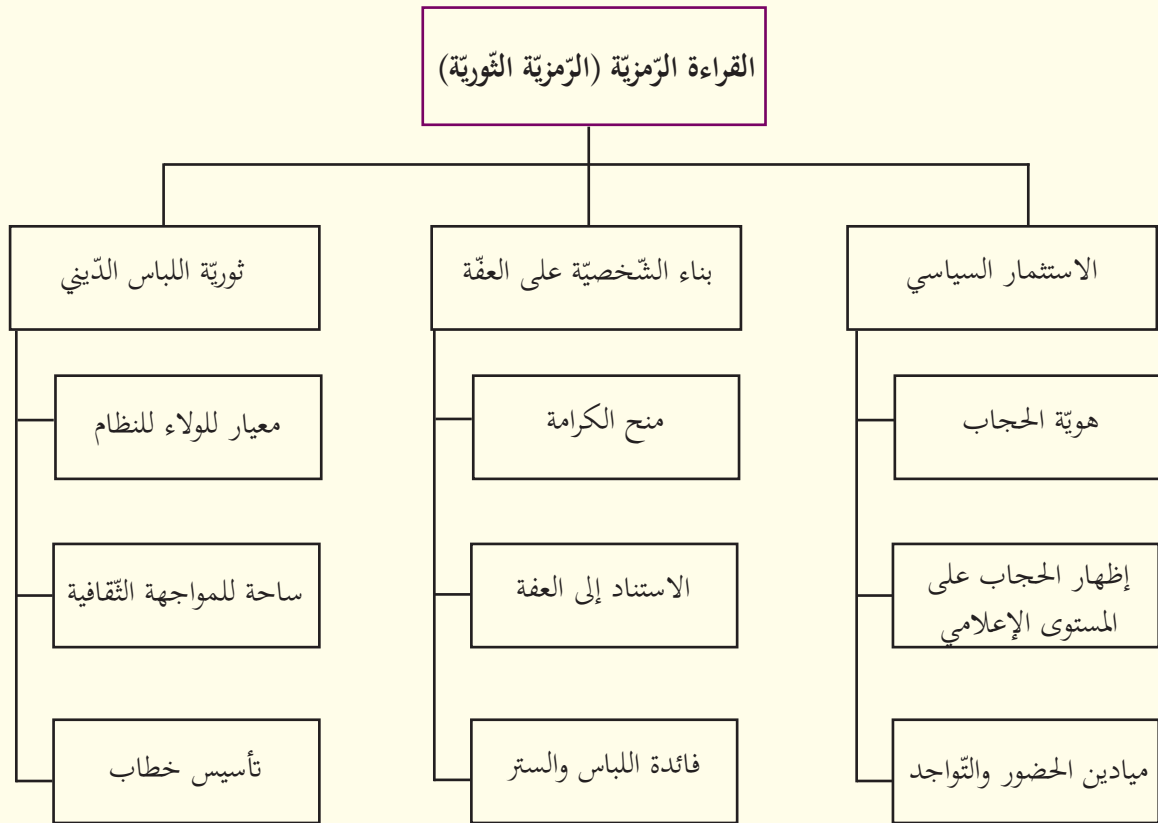 القراءة الرّمزيّة (الرّمزيّة الثّوريّة)
الاستثمار السياسي
هويّة الحجاب
إظهار الحجاب على
المستوى الإعلامي
ميادين الحضور والتّواجد
بناء الشّخصيّة على العفّة
منح الكرامة
الاستناد إلى العفة
فائدة اللباس والستر
ثوريّة اللباس الدّيني
معيار للولاء للنظام
ساحة للمواجهة الثّقافية
تأسيس خطاب